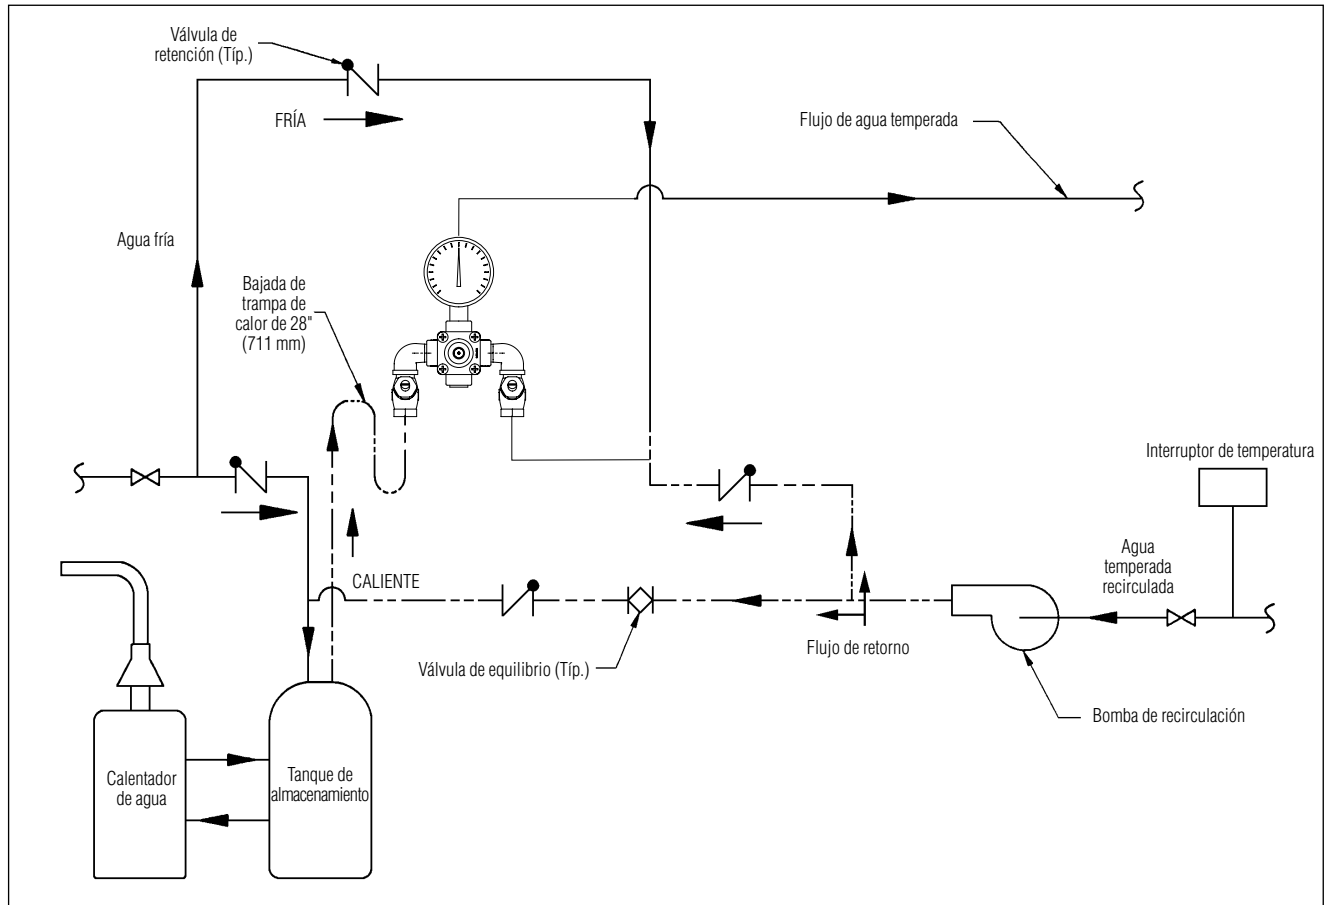 Válvula de
retención (Típ.)
FRÍA
Flujo de agua temperada
Agua fría
Bajada de
trampa de
calor de 28"
(711 mm)
Interruptor de temperatura
Agua
temperada
recirculada
CALIENTE
Flujo de retorno
Válvula de equilibrio (Típ.)
Bomba de recirculación
Calentador
de agua
Tanque de
almacenamiento